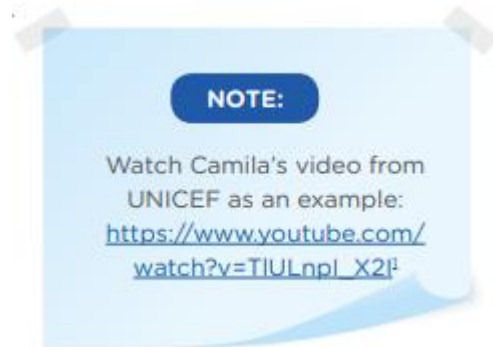 NOTE:
Watch Camila's video from
UNICEF as an example:
https://www.youtube.com/
watch?v=TlULnpl_X2I¹